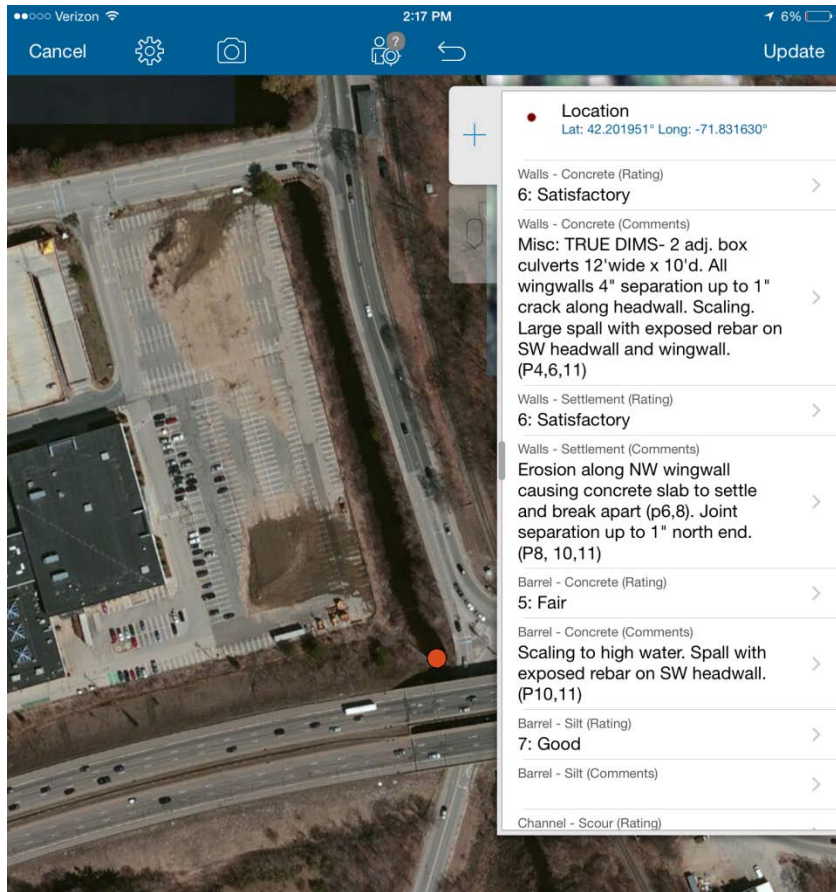 Verizon
2:17 PM
6%
Cancel
?
Update
Location
Lat: 42.201951° Long: -71.831630°
Walls - Concrete (Rating)
6: Satisfactory
Walls - Concrete (Comments)
Misc: TRUE DIMS- 2 adj. box
culverts 12'wide x 10'd. All
wingwalls 4" separation up to 1"
crack along headwall. Scaling.
Large spall with exposed rebar on
SW headwall and wingwall.
(P4,6,11)
Walls - Settlement (Rating)
6: Satisfactory
Walls - Settlement (Comments)
Erosion along NW wingwall
causing concrete slab to settle
and break apart (p6,8). Joint
separation up to 1" north end.
(P8, 10,11)
Barrel - Concrete (Rating)
5: Fair
Barrel - Concrete (Comments)
Scaling to high water. Spall with
exposed rebar on SW headwall.
(P10,11)
Barrel - Silt (Rating)
7: Good
Barrel - Silt (Comments)
Channel - Scour (Rating)